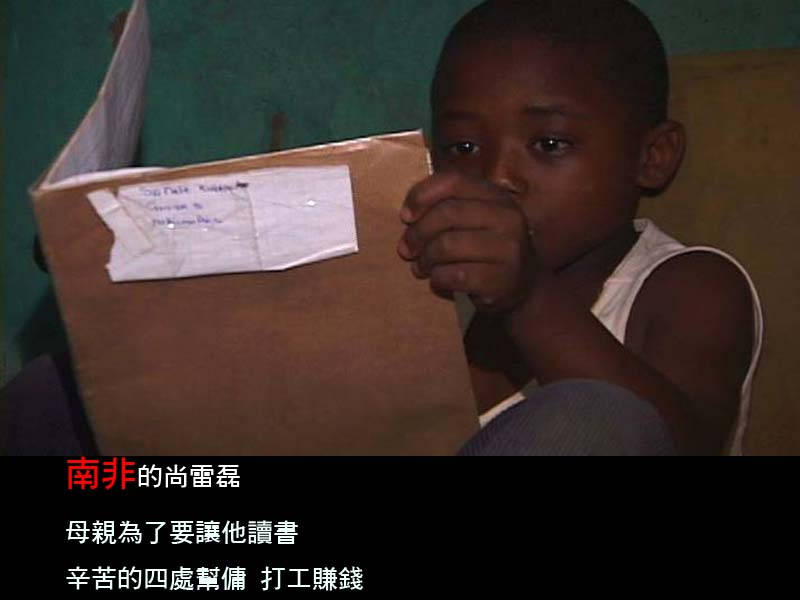 南非的尚雷磊
母親為了要讓他讀書
辛苦的四處幫傭 打工賺錢